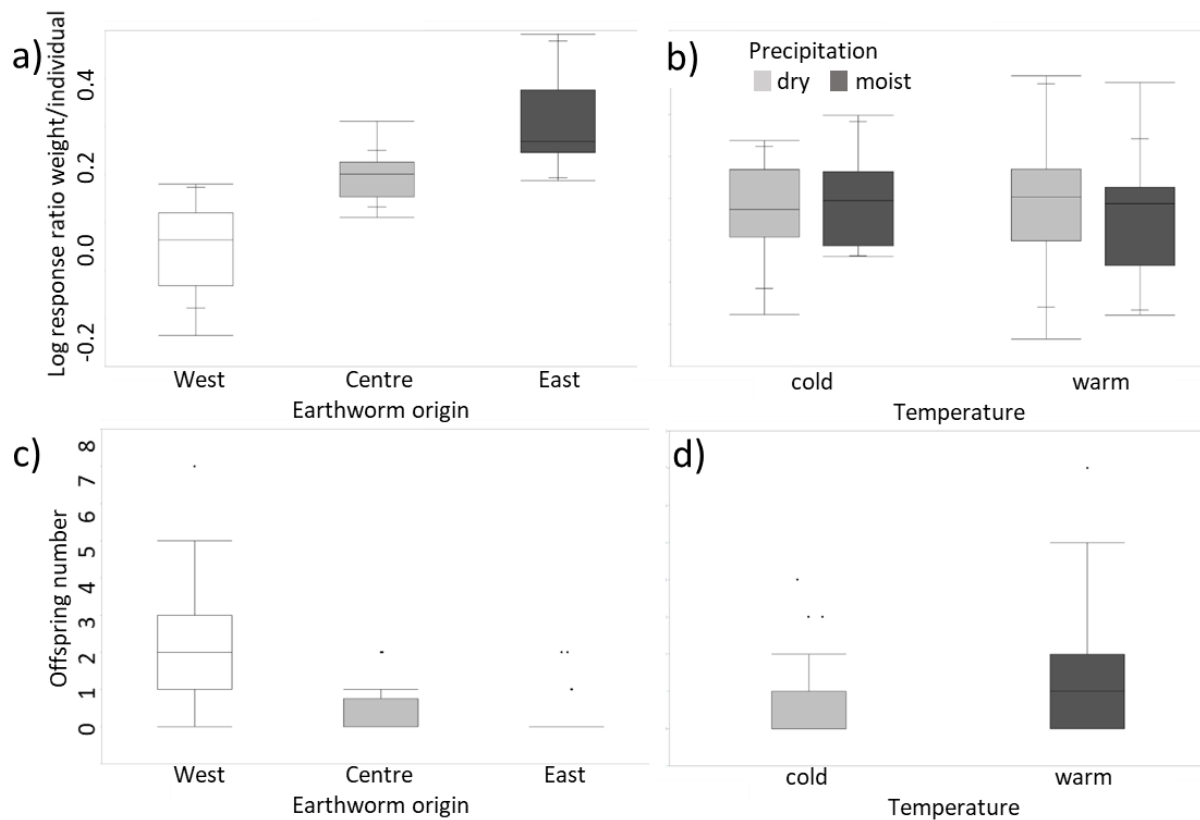 a)
Log response ratio weight/individual
0.4
0.2
0.0
-0.2
West Centre East
Earthworm origin
b)
Precipitation
dry moist
cold warm
Temperature
c)
Offspring number
8
7
6
5
4
3
2
1
0
West Centre East
Earthworm origin
d)
cold warm
Temperature